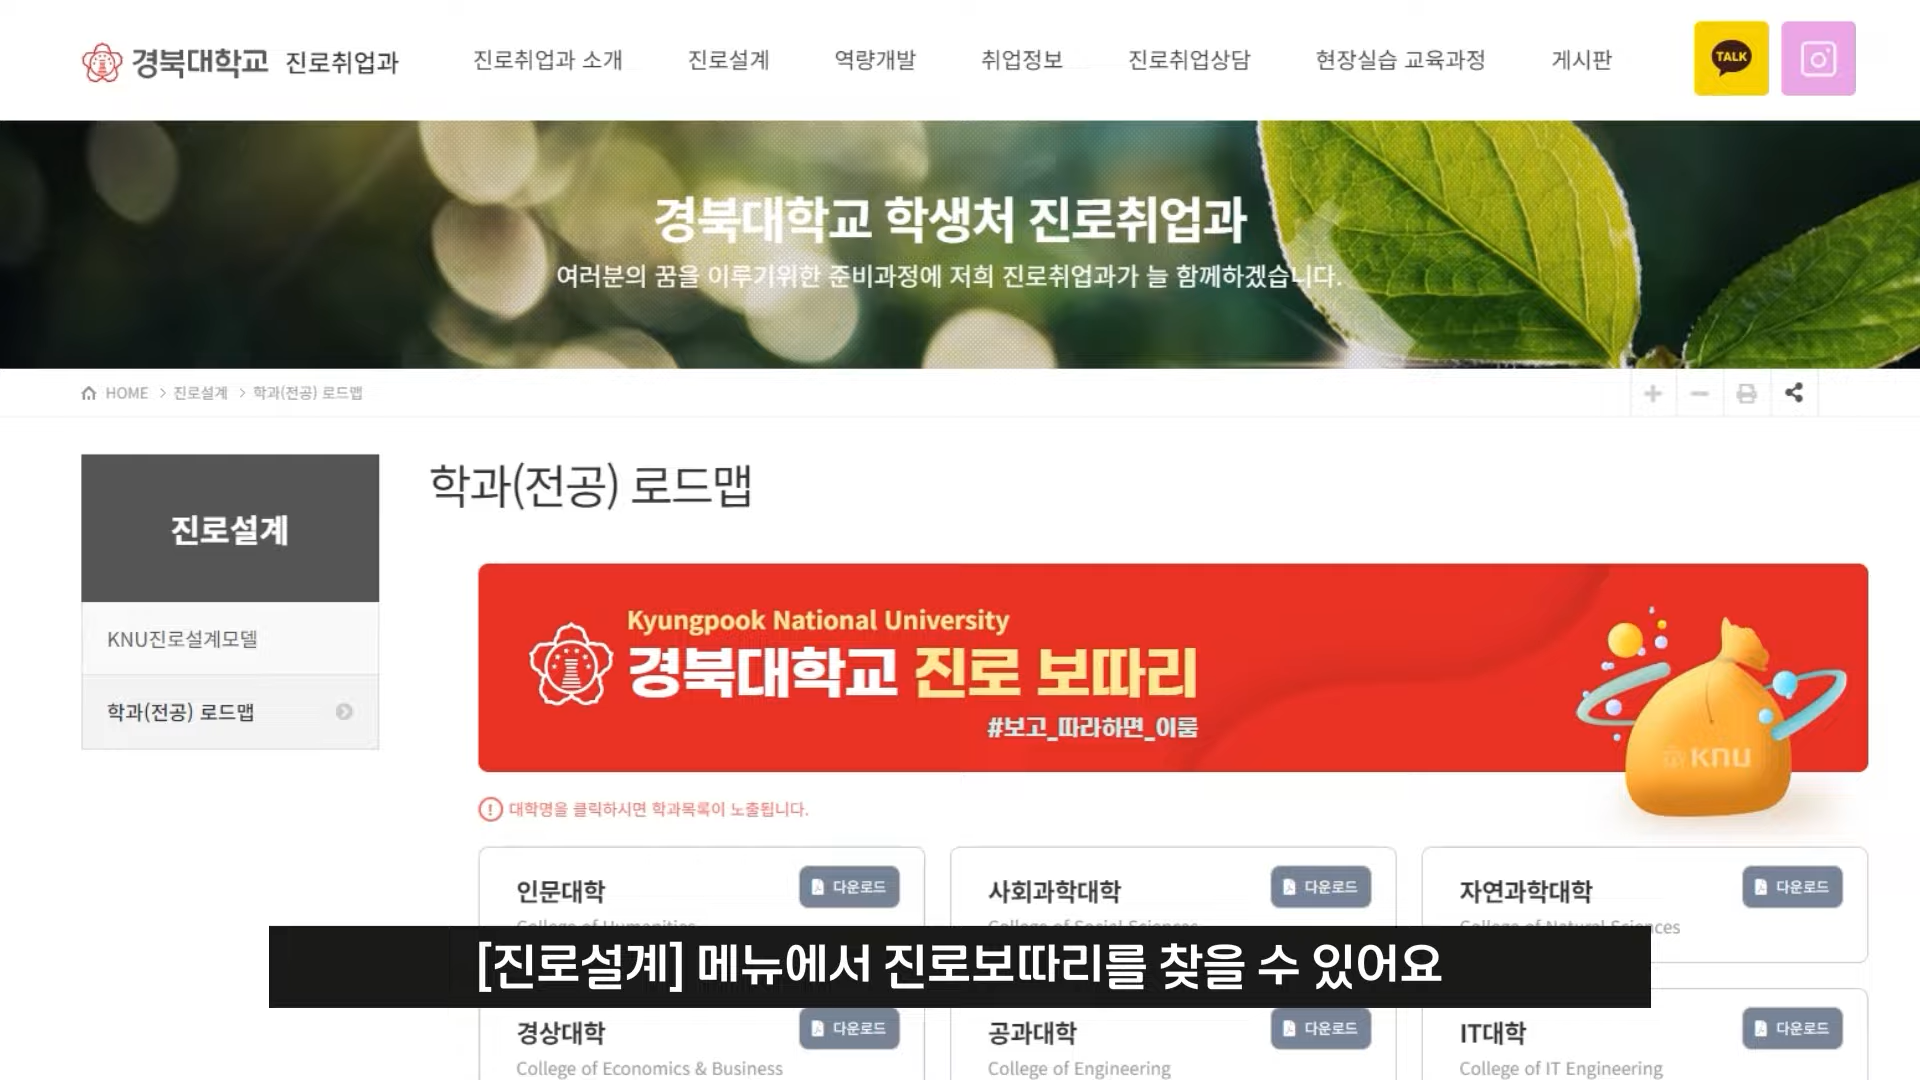 경북대학교 진로취업과
진로취업과 소개 진로설계 역량개발 취업정보 진로취업상담 현장실습 교육과정 게시판
TALK
경북대학교 학생처 진로취업과
여러분의 꿈을 이루기위한 준비과정에 저희 진로취업과가 늘 함께하겠습니다.
HOME > 진로설계 > 학과(전공) 로드맵
진로설계
KNU진로설계모델
학과(전공) 로드맵
학과(전공) 로드맵
Kyungpook National University
경북대학교 진로 보따리
#보고_따라하면_이룸
KNU
대학명을 클릭하시면 학과목록이 노출됩니다.
인문대학 다운로드
College of Humanities
사회과학대학 다운로드
College of Social Sciences
자연과학대학 다운로드
College of Natural Sciences
[진로설계] 메뉴에서 진로보따리를 찾을 수 있어요
경상대학 다운로드
College of Economics & Business
공과대학 다운로드
College of Engineering
IT대학 다운로드
College of IT Engineering